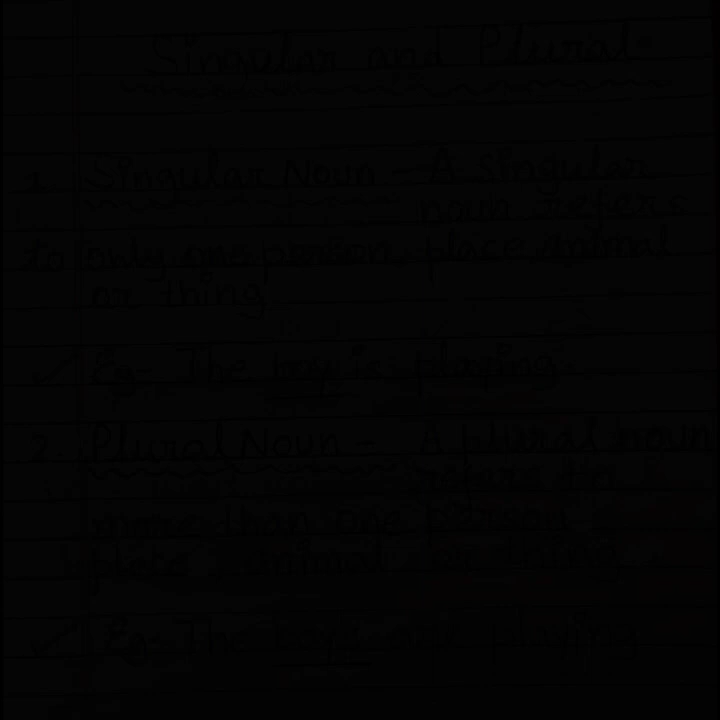 Singular and Plural
1. Singular Noun - A singular
noun refers
to only one person, place, animal
or thing
Eg- The boy is playing.
2. Plural Noun - A plural noun
refers to
more than one person
place animal or thing.
Eg- The boys are playing